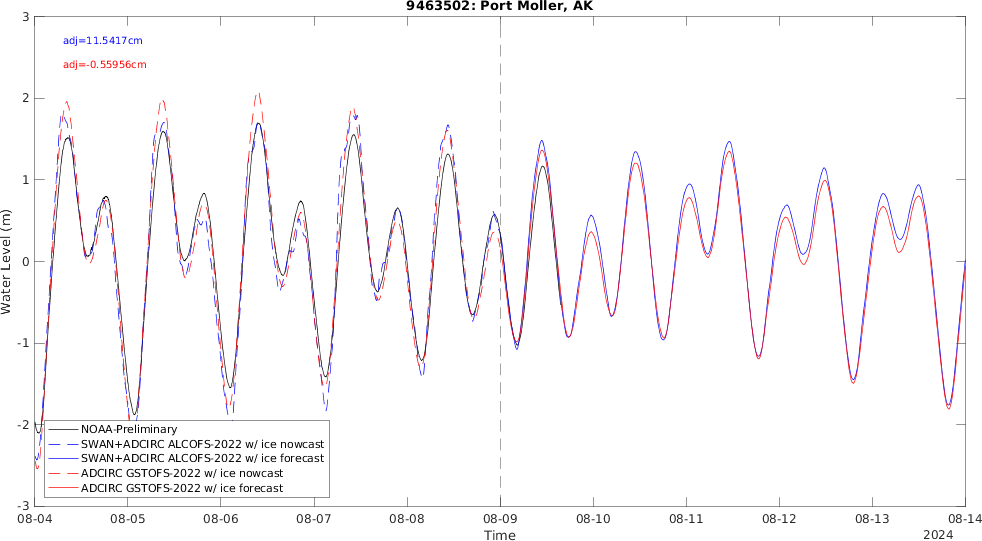 9463502: Port Moller, AK
adj=11.5417cm
adj=-0.55956cm
3
2
1
0
-1
-2
-3
Water Level (m)
NOAA-Preliminary
SWAN+ADCIRC ALCOFS-2022 w/ ice nowcast
SWAN+ADCIRC ALCOFS-2022 w/ ice forecast
ADCIRC GSTOFS-2022 w/ ice nowcast
ADCIRC GSTOFS-2022 w/ ice forecast
08-04 08-05 08-06 08-07 08-08 08-09 08-10 08-11 08-12 08-13 08-14
Time
2024